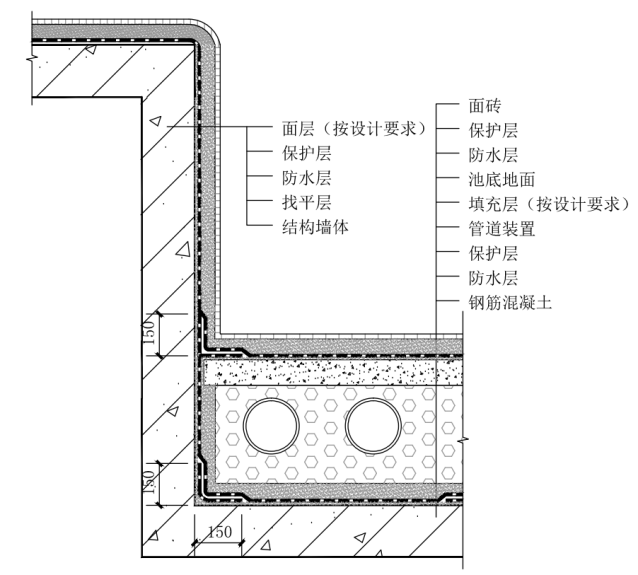 面层（按设计要求）
保护层
防水层
找平层
结构墙体
面砖
保护层
防水层
池底地面
填充层（按设计要求）
管道装置
保护层
防水层
钢筋混凝土
150
150
150